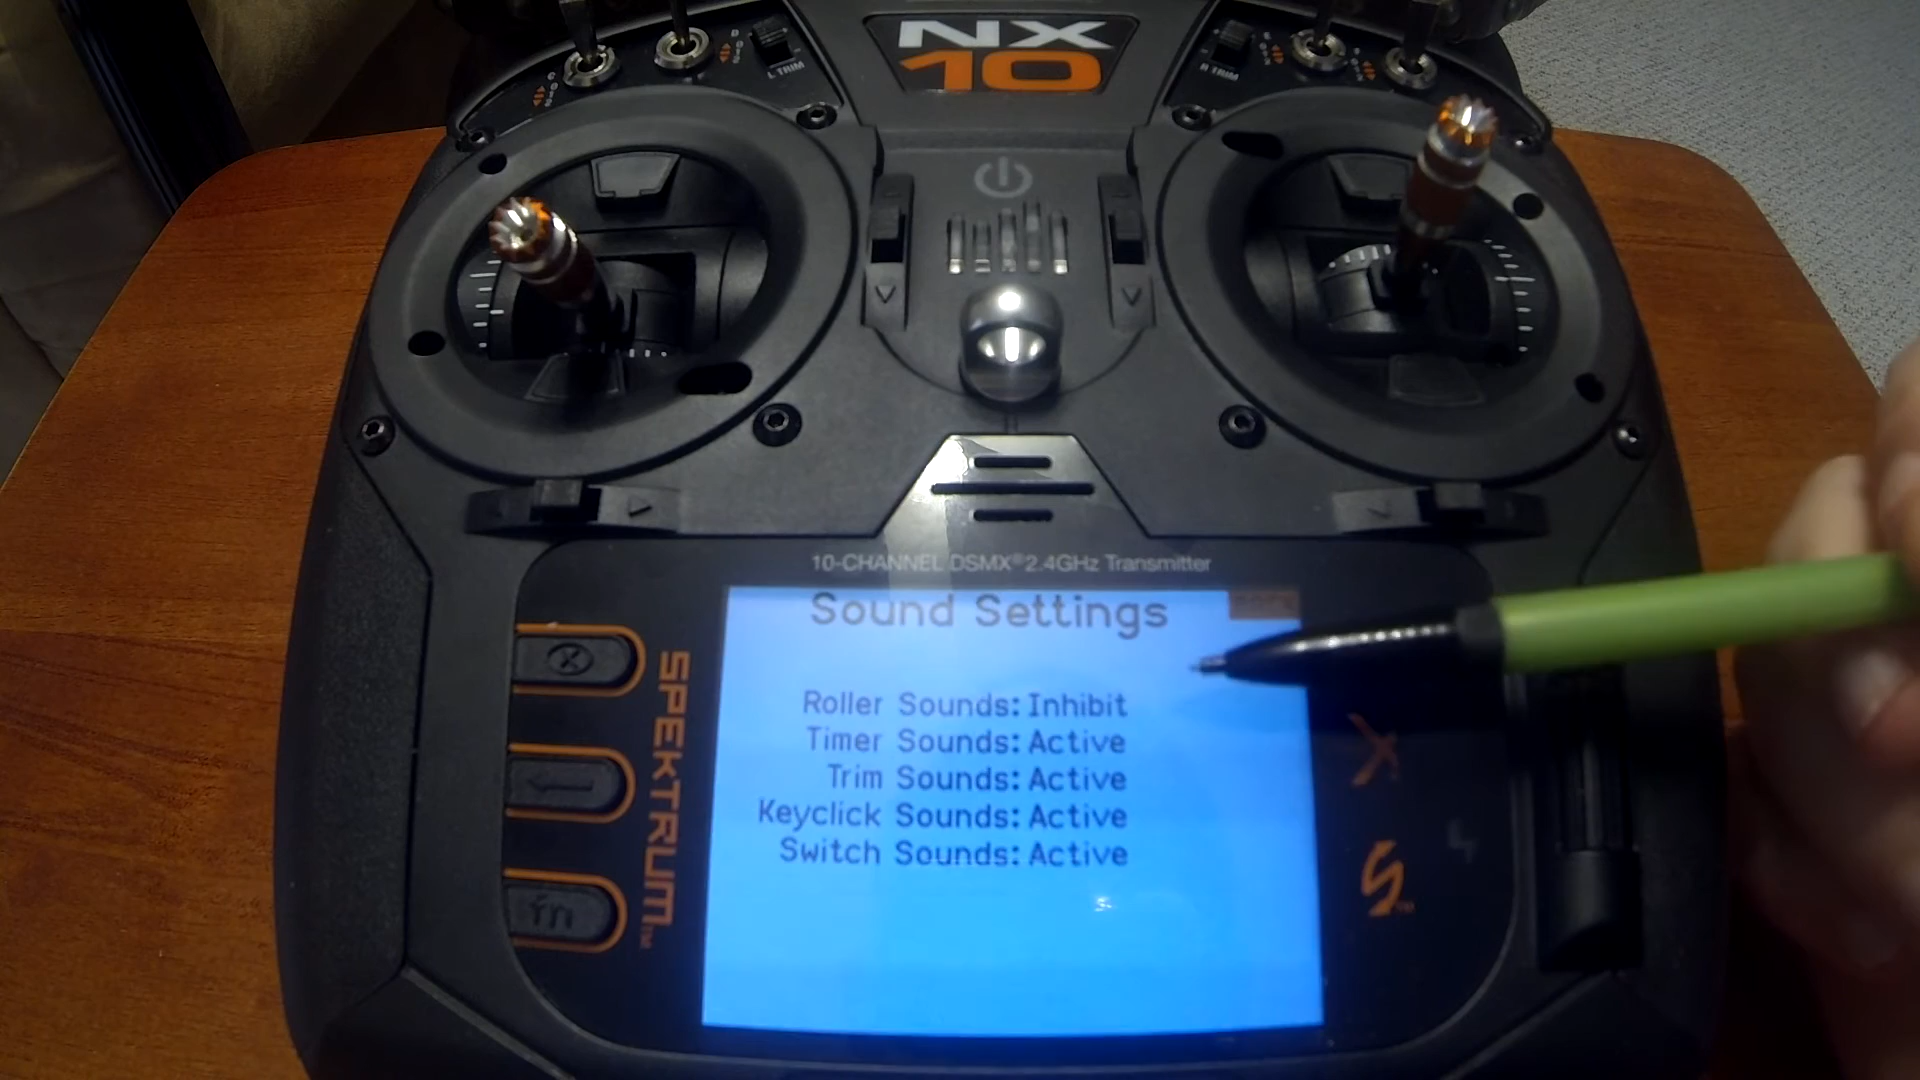 NX
10
L TRIM
R TRIM
10-CHANNEL DSMX® 2.4GHz Transmitter
Sound Settings
Roller Sounds: Inhibit
Timer Sounds: Active
Trim Sounds: Active
Keyclick Sounds: Active
Switch Sounds: Active
SPEKTRUM™
fn